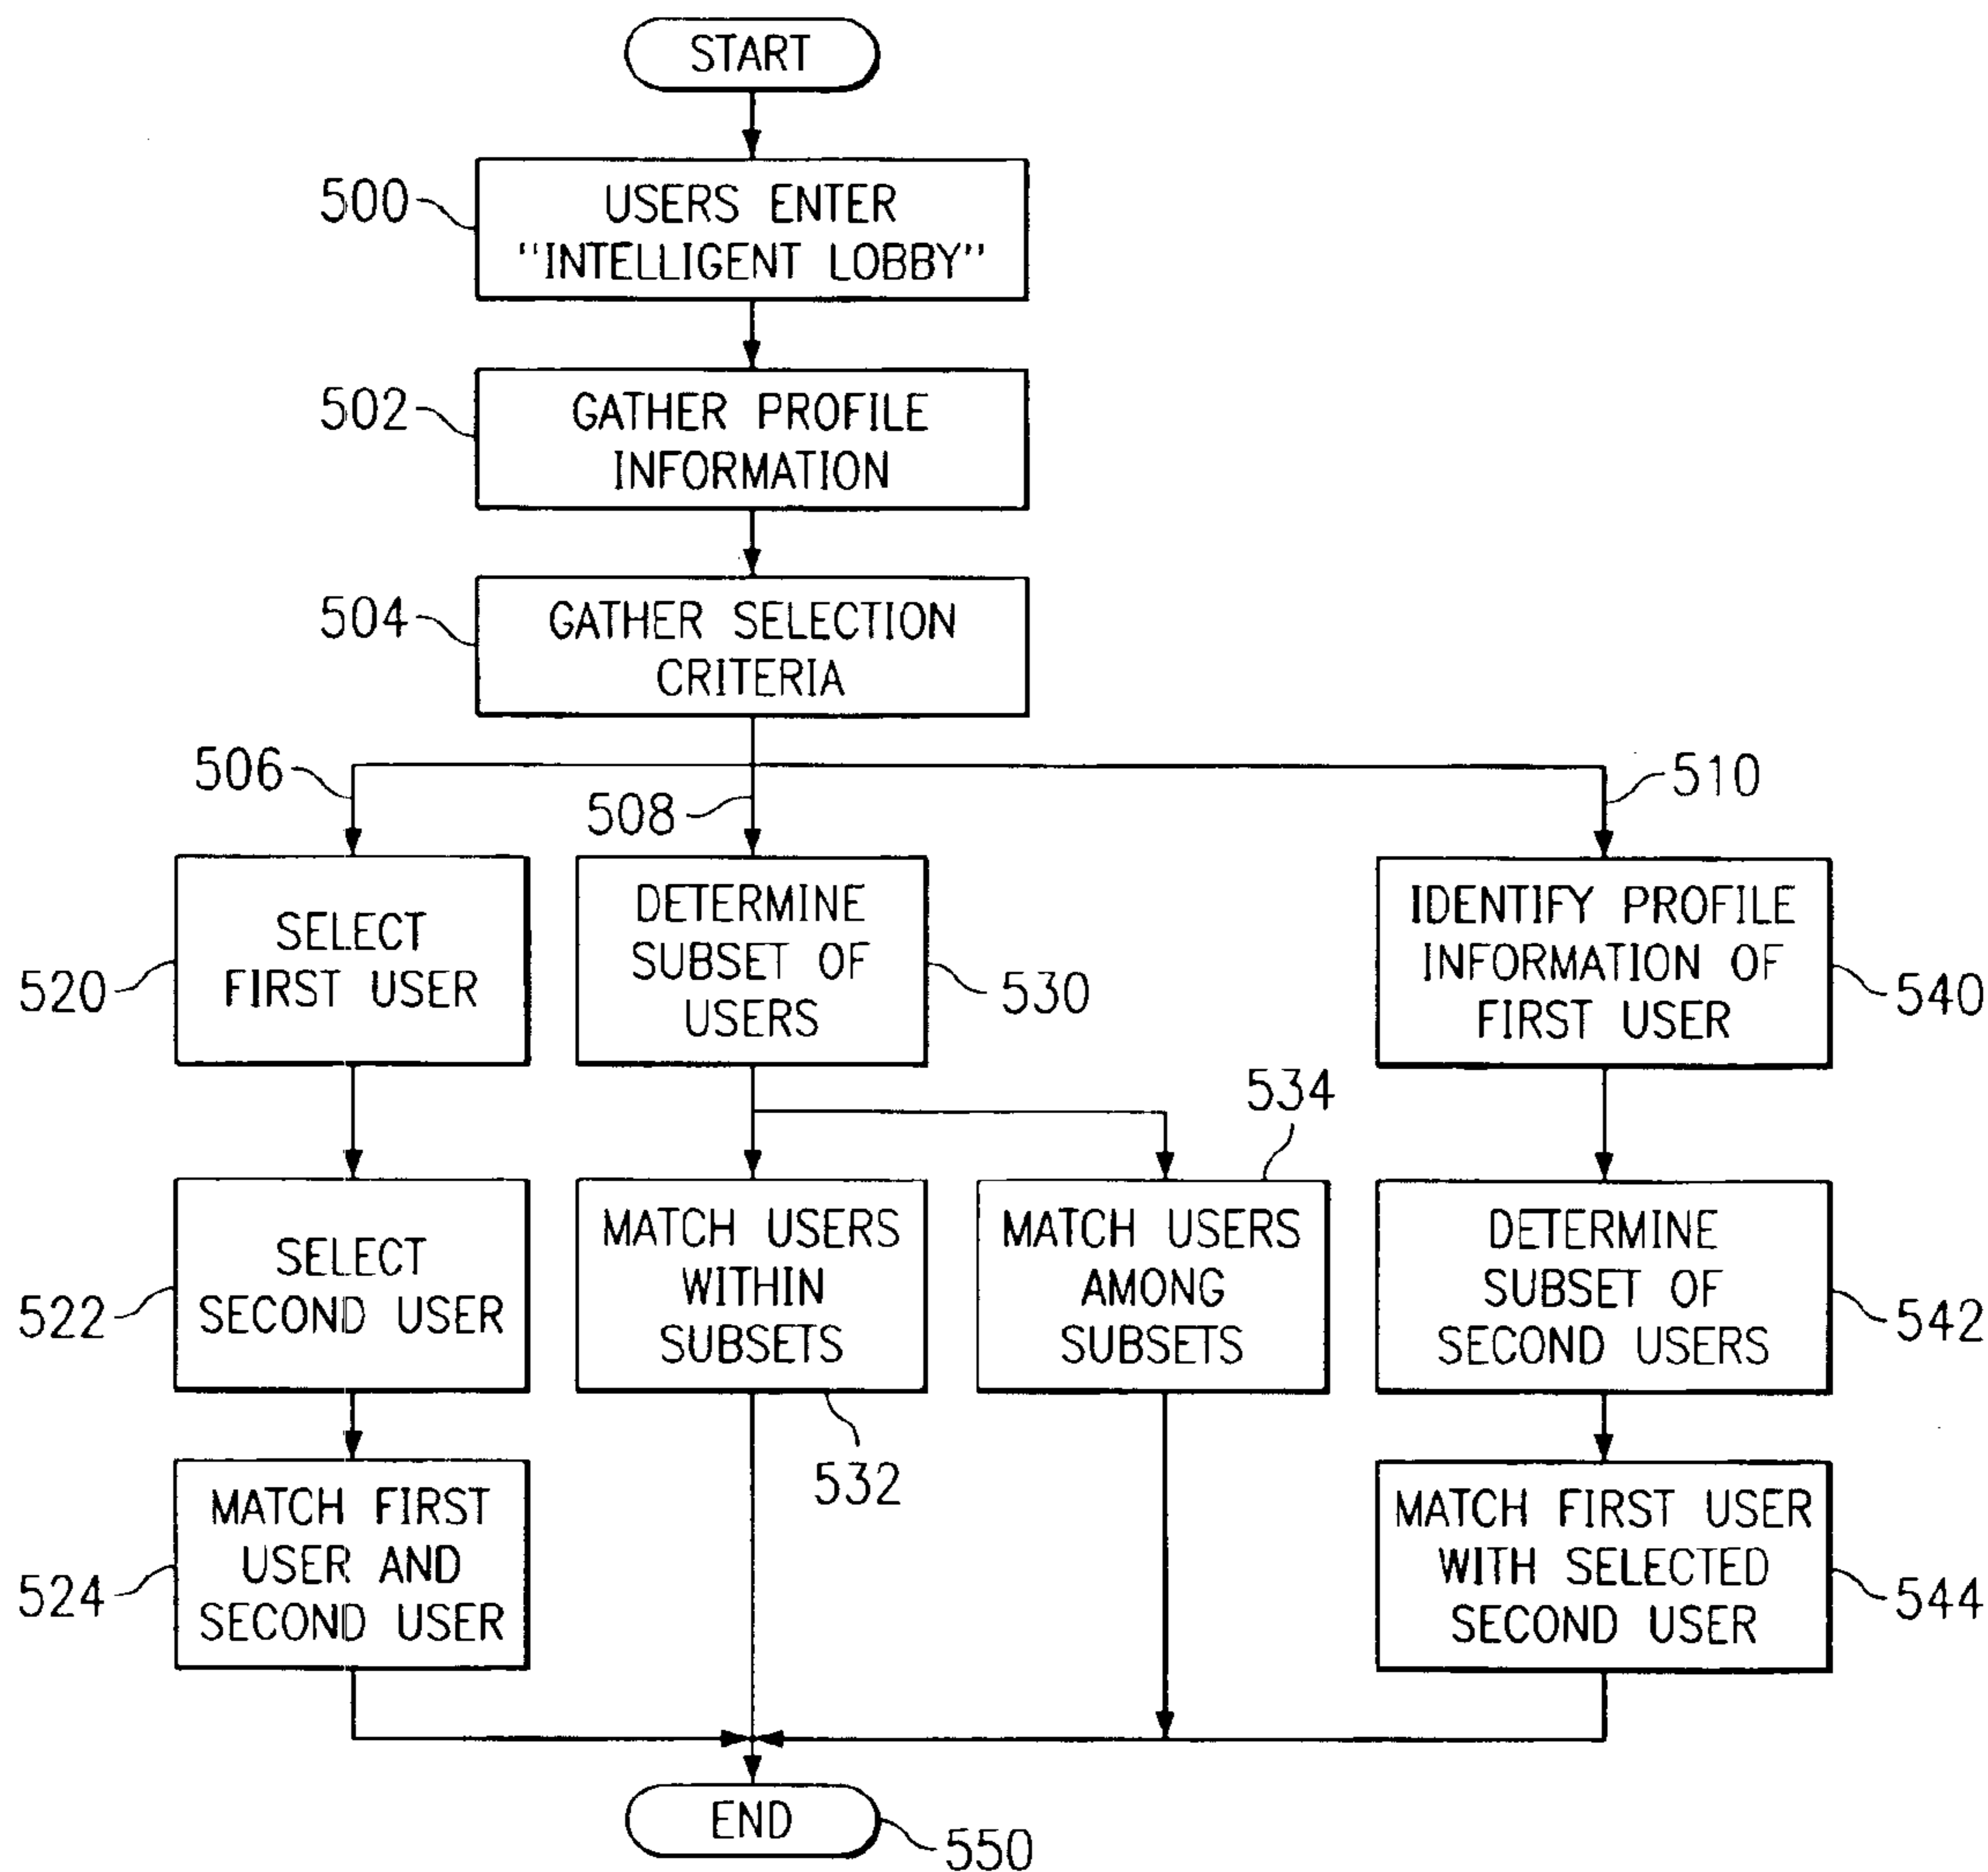 START
500
USERS ENTER
"INTELLIGENT LOBBY"
502
GATHER PROFILE
INFORMATION
504
GATHER SELECTION
CRITERIA
506
508
510
520
SELECT
FIRST USER
DETERMINE
SUBSET OF
USERS
530
IDENTIFY PROFILE
INFORMATION OF
FIRST USER
540
534
522
SELECT
SECOND USER
MATCH USERS
WITHIN
SUBSETS
532
MATCH USERS
AMONG
SUBSETS
DETERMINE
SUBSET OF
SECOND USERS
542
524
MATCH FIRST
USER AND
SECOND USER
MATCH FIRST USER
WITH SELECTED
SECOND USER
544
END
550